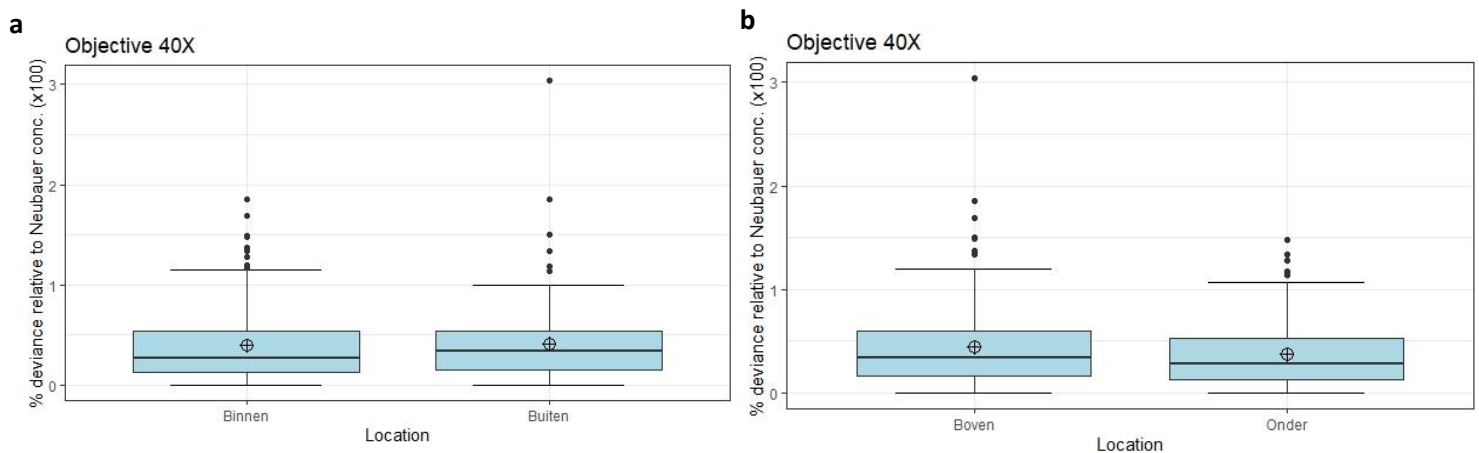 a
Objective 40X
% deviance relative to Neubauer conc. (x100)
3
2
1
0
Binnen
Buiten
Location
b
Objective 40X
% deviance relative to Neubauer conc. (x100)
3
2
1
0
Boven
Onder
Location